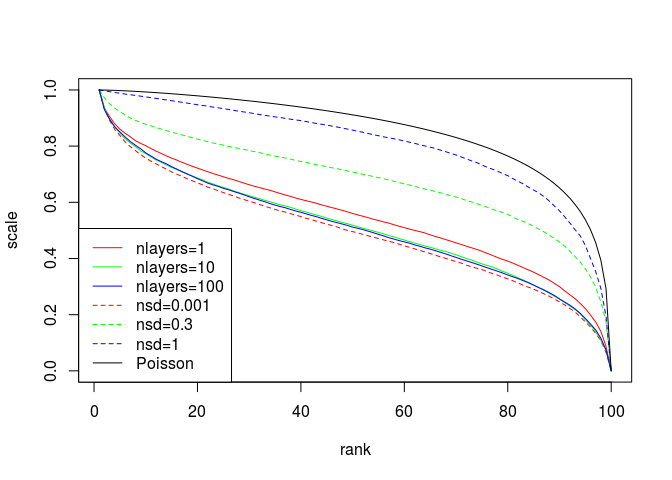 1.0
0.8
0.6
0.4
0.2
0.0
scale
nlayers=1
nlayers=10
nlayers=100
nsd=0.001
nsd=0.3
nsd=1
Poisson
0 20 40 60 80 100
rank